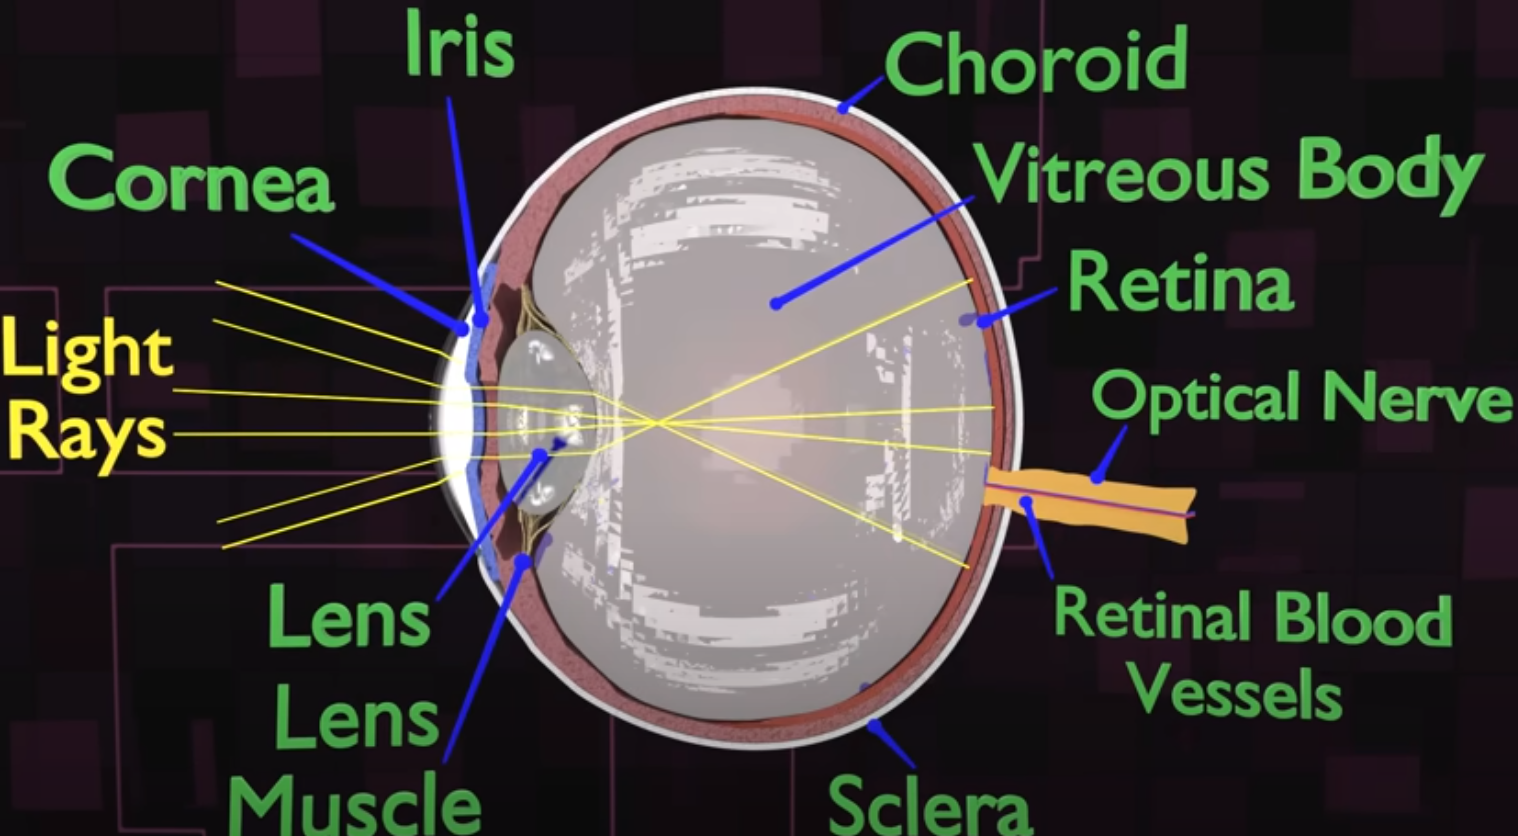 Iris
Choroid
Cornea
Vitreous Body
Retina
Light
Rays
Optical Nerve
Lens
Retinal Blood
Vessels
Lens
Muscle
Sclera